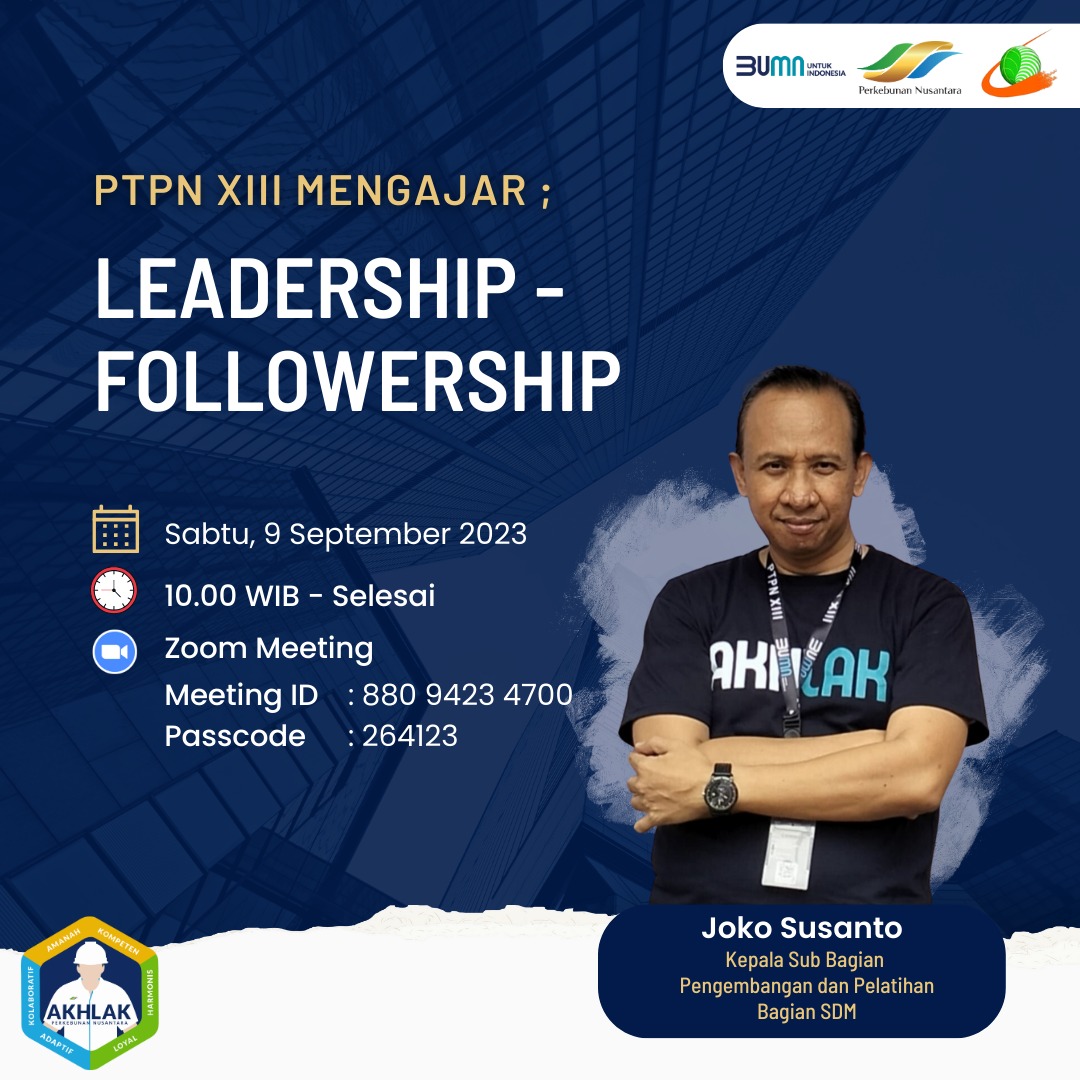 BUMN UNTUK
INDONESIA
Perkebunan Nusantara
PTPN XIII MENGAJAR ;
LEADERSHIP -
FOLLOWERSHIP
Sabtu, 9 September 2023
10.00 WIB - Selesai
Zoom Meeting
Meeting ID : 880 9423 4700
Passcode : 264123
PTPN XIII
XIII
BUMN
AKHLAK
Joko Susanto
Kepala Sub Bagian
Pengembangan dan Pelatihan
Bagian SDM
AMANAH
KOMPETEN
HARMONIS
LOYAL
ADAPTIF
KOLABORATIF
AKHLAK
PERKEBUNAN NUSANTARA